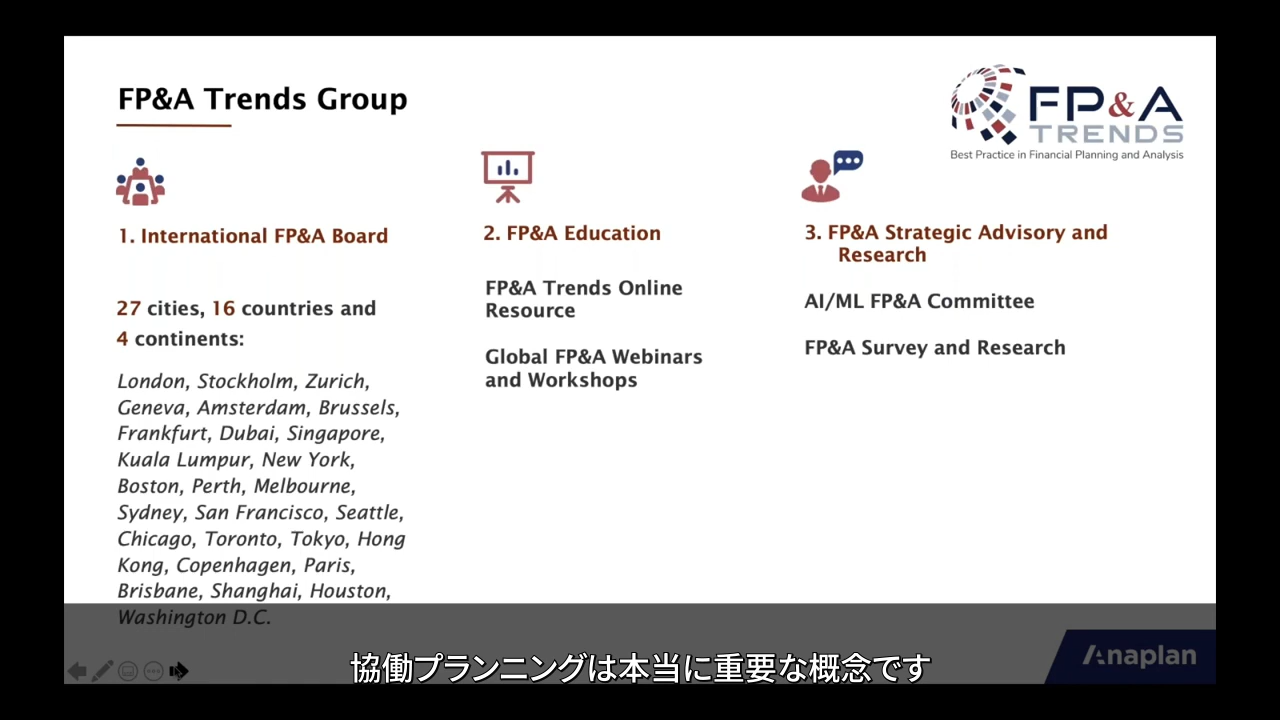 FP&A Trends Group
FP&A
TRENDS
Best Practice in Financial Planning and Analysis
1. International FP&A Board
27 cities, 16 countries and
4 continents:
London, Stockholm, Zurich,
Geneva, Amsterdam, Brussels,
Frankfurt, Dubai, Singapore,
Kuala Lumpur, New York,
Boston, Perth, Melbourne,
Sydney, San Francisco, Seattle,
Chicago, Toronto, Tokyo, Hong
Kong, Copenhagen, Paris,
Brisbane, Shanghai, Houston,
Washington D.C.
2. FP&A Education
FP&A Trends Online
Resource
Global FP&A Webinars
and Workshops
3. FP&A Strategic Advisory and
Research
AI/ML FP&A Committee
FP&A Survey and Research
Anaplan
協働プランニングは本当に重要な概念です